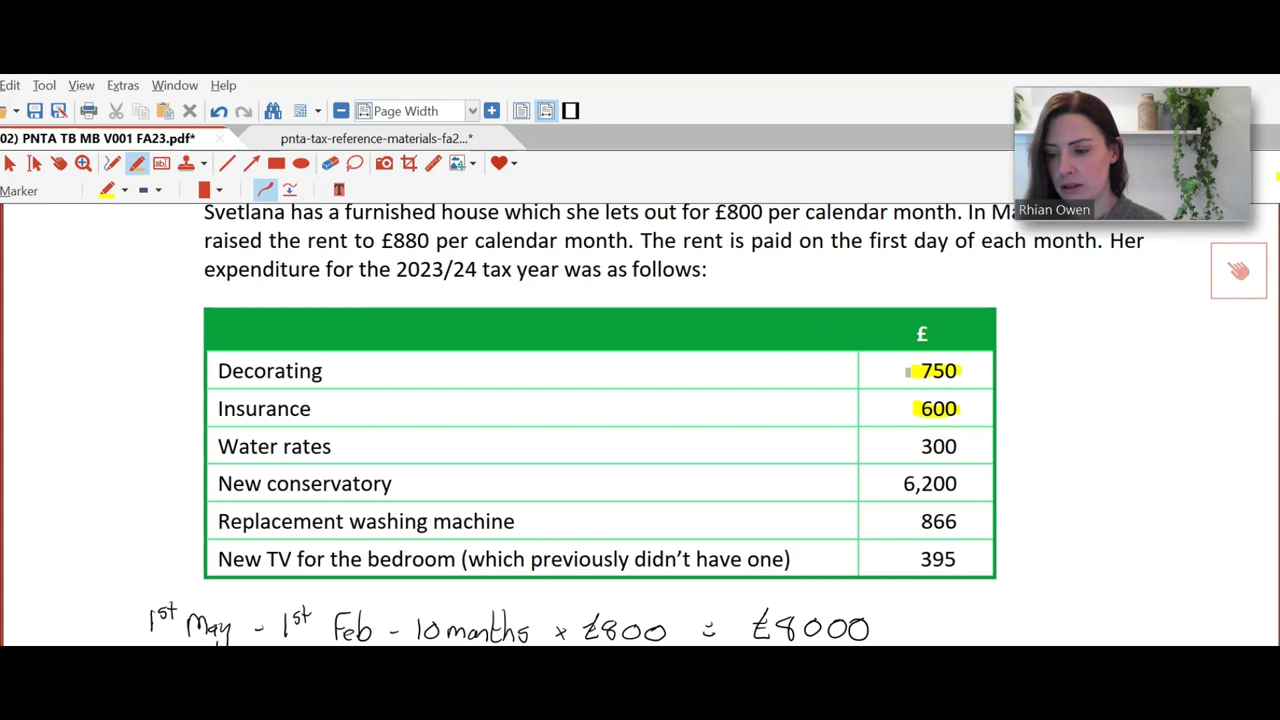 Edit Tool View Extras Window Help
Page Width
02) PNTA TB MB V001 FA23.pdf* pnta-tax-reference-materials-fa2...*
Marker
Rhian Owen
Svetlana has a furnished house which she lets out for £800 per calendar month. In
raised the rent to £880 per calendar month. The rent is paid on the first day of each month. Her
expenditure for the 2023/24 tax year was as follows:
£
Decorating 750
Insurance 600
Water rates 300
New conservatory 6,200
Replacement washing machine 866
New TV for the bedroom (which previously didn't have one) 395
1st May - 1st Feb - 10 months x £800 = £8000